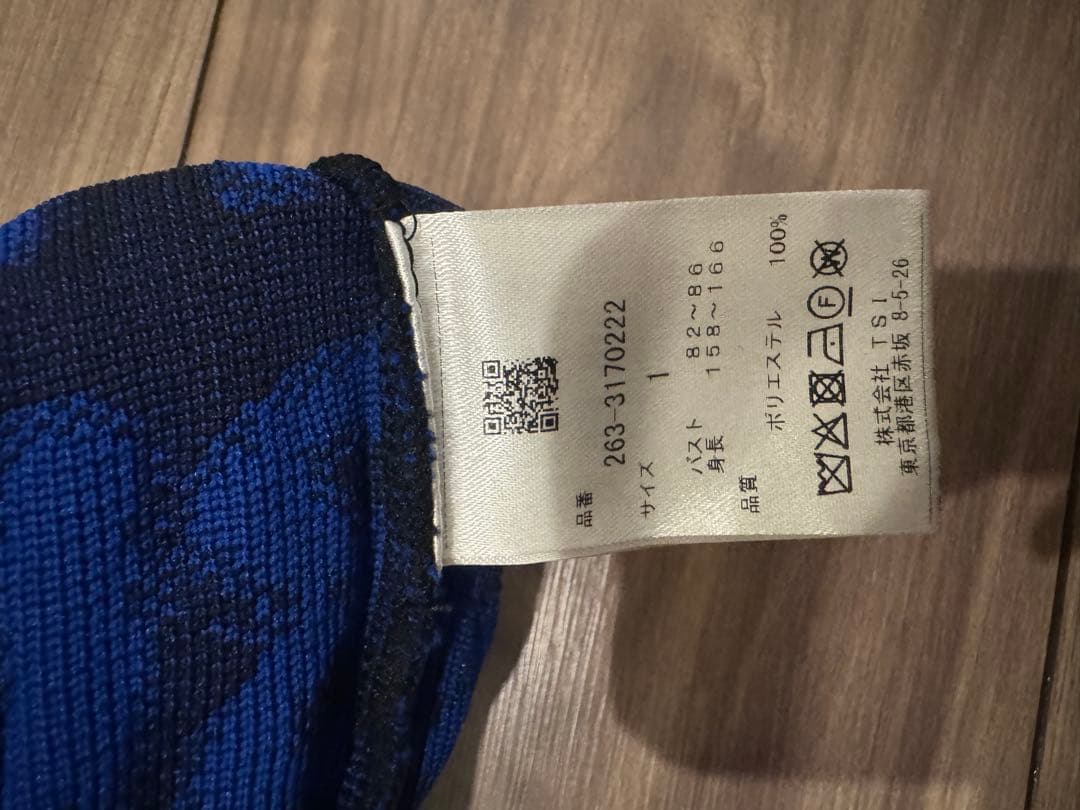 品番 263-3170222
サイズ 1
バスト 82~86
身長 158~166
品質 ポリエステル 100%
F W
株式会社 TSI
東京都港区赤坂 8-5-26